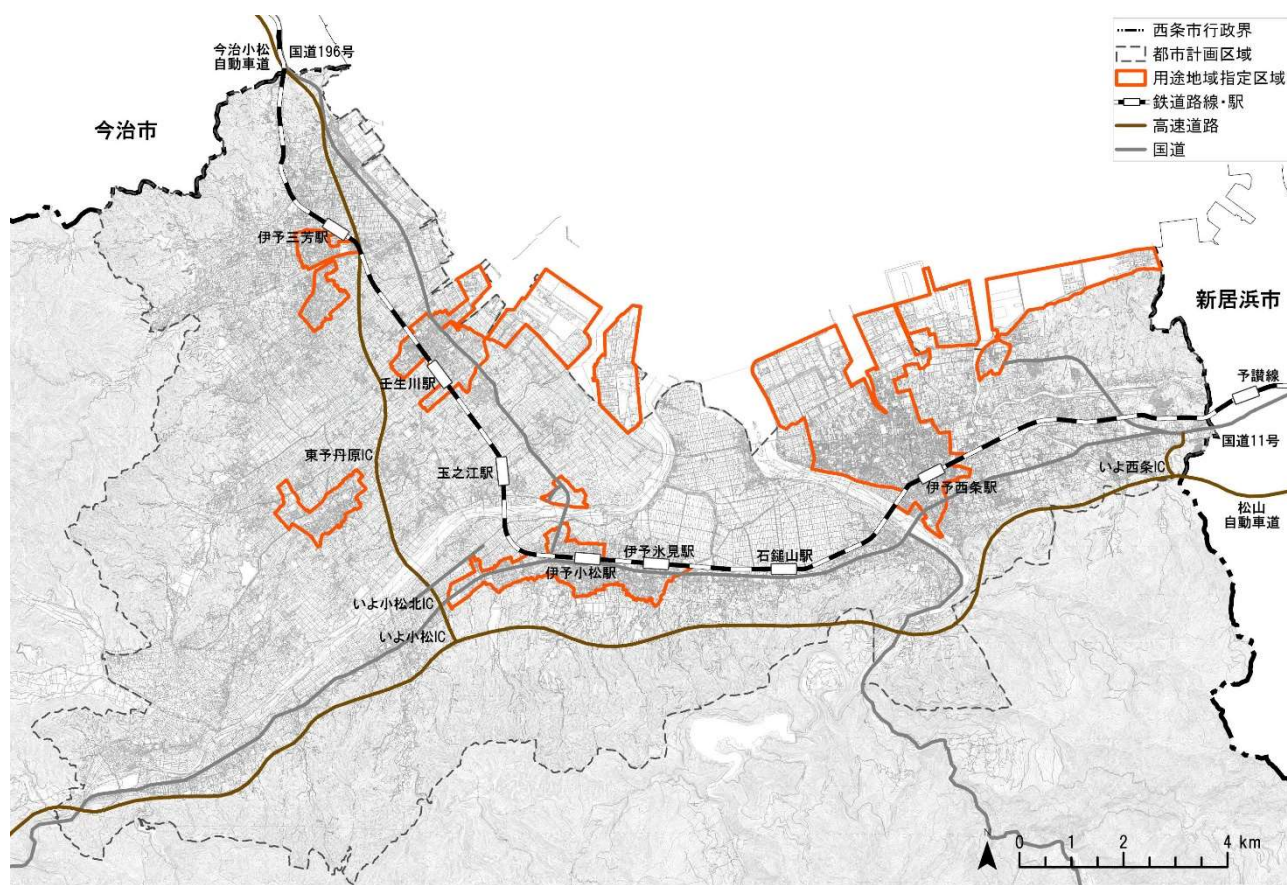 西条市行政界
都市計画区域
用途地域指定区域
鉄道路線・駅
高速道路
国道
今治小松
自動車道
国道196号
今治市
伊予三芳駅
新居浜市
壬生川駅
予讃線
国道11号
東予丹原IC
玉之江駅
伊予西条駅
いよ西条IC
松山
自動車道
伊予小松駅
伊予氷見駅
石鎚山駅
いよ小松北IC
いよ小松IC
0 1 2 4 km